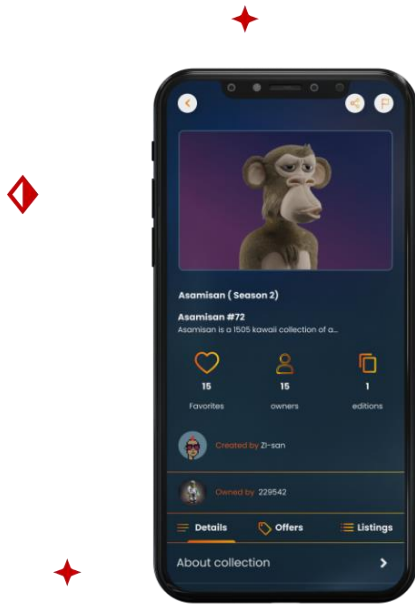 Asamisan ( Season 2)
Asamisan #72
Asamisan is a 1505 kawaii collection of a...
15
15
1
Favorites
owners
editions
Created by ZI-san
Owned by 229542
Details
Offers
Listings
About collection